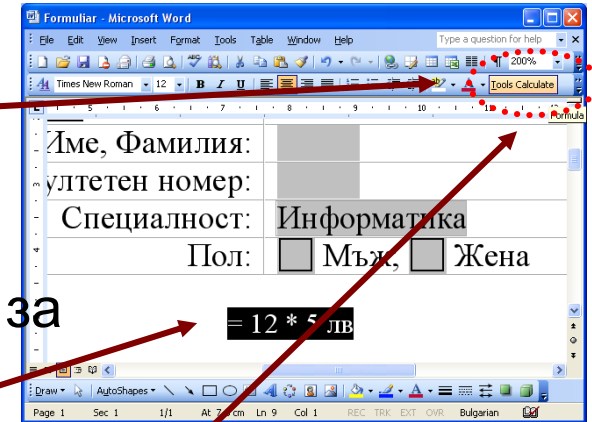 Formuliar - Microsoft Word
File Edit View Insert Format Tools Table Window Help Type a question for help
200%
Times New Roman 12 B I U Tools Calculate
Formula
Име, Фамилия:
ултетен номер:
Специалност: Информатика
Пол: Мъж, Жена
за
= 12 * 5 лв
Draw AutoShapes
Page 1 Sec 1 1/1 At Ln 9 Col 1 REC TRK EXT OVR Bulgarian